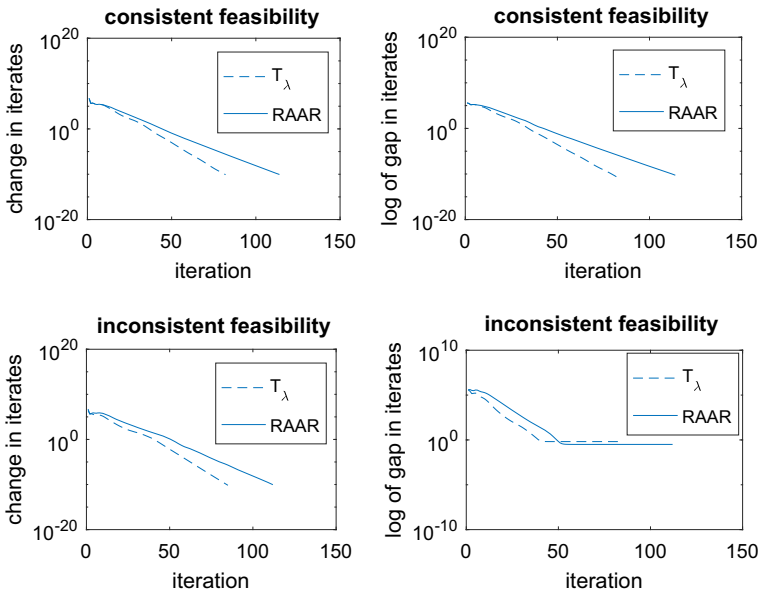 consistent feasibility
change in iterates
10^20
10^0
10^-20
T_λ
RAAR
0
50
100
150
iteration
consistent feasibility
log of gap in iterates
10^20
10^0
10^-20
T_λ
RAAR
0
50
100
150
iteration
inconsistent feasibility
change in iterates
10^20
10^0
10^-20
T_λ
RAAR
0
50
100
150
iteration
inconsistent feasibility
log of gap in iterates
10^10
10^0
10^-10
T_λ
RAAR
0
50
100
150
iteration